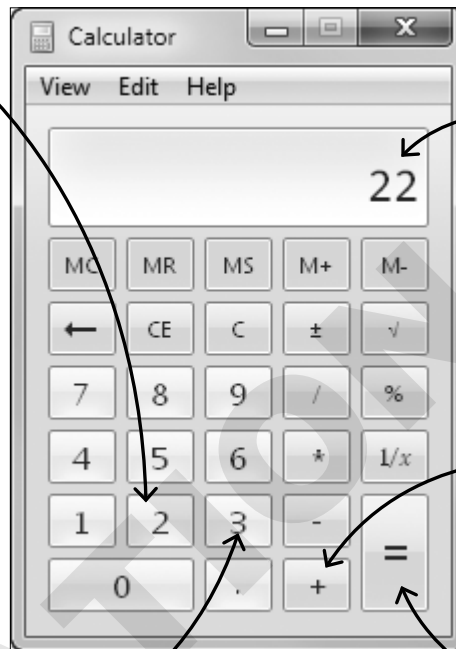 Calculator
View Edit Help
22
MC MR MS M+ M-
← CE C ± √
7 8 9 / %
4 5 6 * 1/x
1 2 3 - =
0 . +
TION